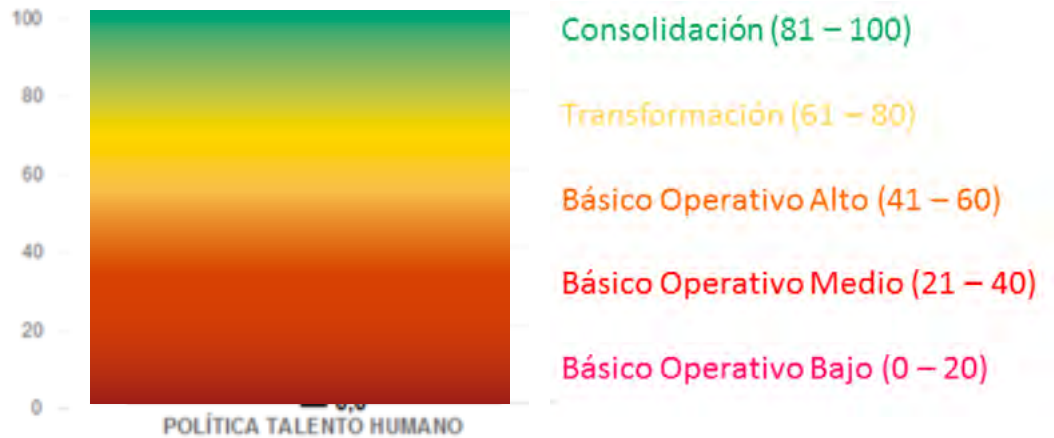 100
80
60
40
20
0
POLÍTICA TALENTO HUMANO
Consolidación (81 – 100)
Transformación (61 – 80)
Básico Operativo Alto (41 – 60)
Básico Operativo Medio (21 – 40)
Básico Operativo Bajo (0 – 20)